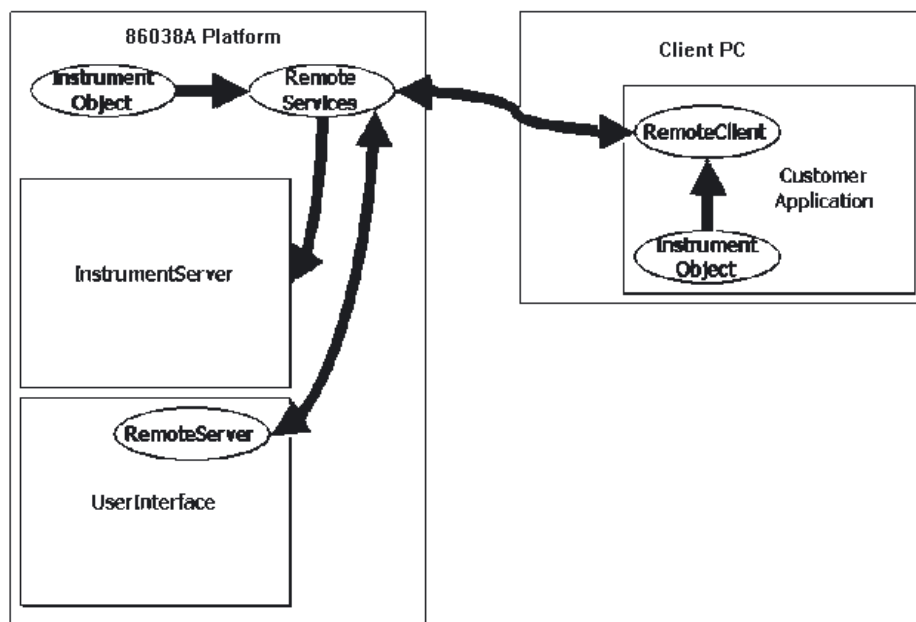 86038A Platform
Instrument
Object
Remote
Services
InstrumentServer
RemoteServer
UserInterface
Client PC
RemoteClient
Customer
Application
Instrument
Object